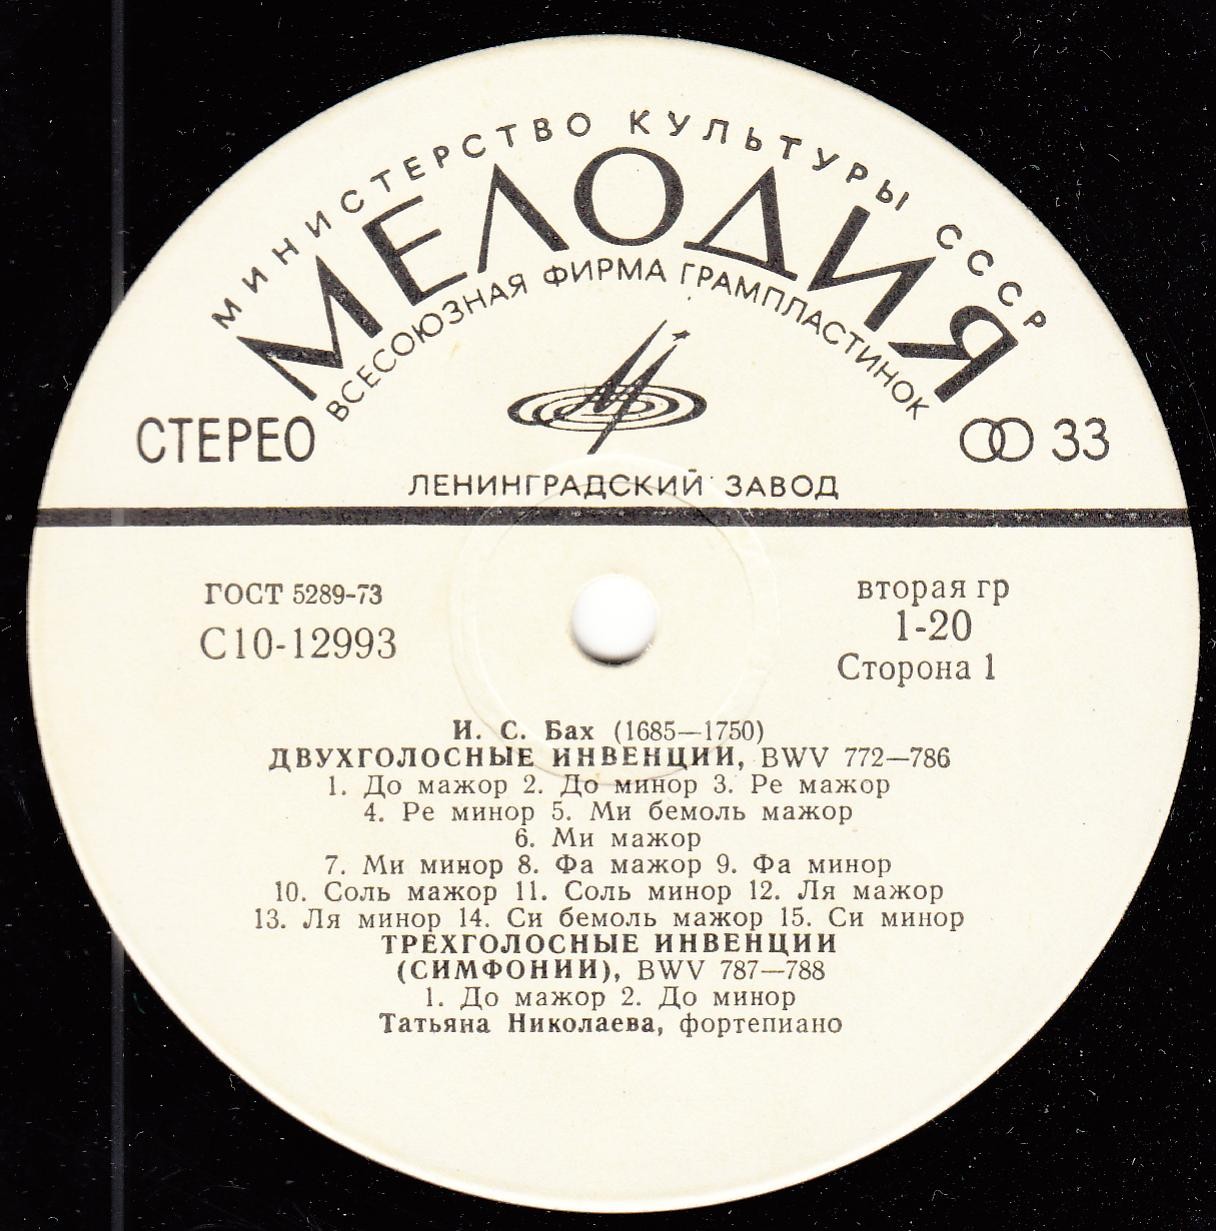 МИНИСТЕРСТВО КУЛЬТУРЫ СССР
МЕЛОДИЯ
ВСЕСОЮЗНАЯ ФИРМА ГРАМПЛАСТИНОК
СТЕРЕО
33
ЛЕНИНГРАДСКИЙ ЗАВОД
ГОСТ 5289-73
С10-12993
вторая гр
1-20
Сторона 1
И. С. Бах (1685—1750)
ДВУХГОЛОСНЫЕ ИНВЕНЦИИ, BWV 772—786
1. До мажор 2. До минор 3. Ре мажор
4. Ре минор 5. Ми бемоль мажор
6. Ми мажор
7. Ми минор 8. Фа мажор 9. Фа минор
10. Соль мажор 11. Соль минор 12. Ля мажор
13. Ля минор 14. Си бемоль мажор 15. Си минор
ТРЕХГОЛОСНЫЕ ИНВЕНЦИИ
(СИМФОНИИ), BWV 787—788
1. До мажор 2. До минор
Татьяна Николаева, фортепиано